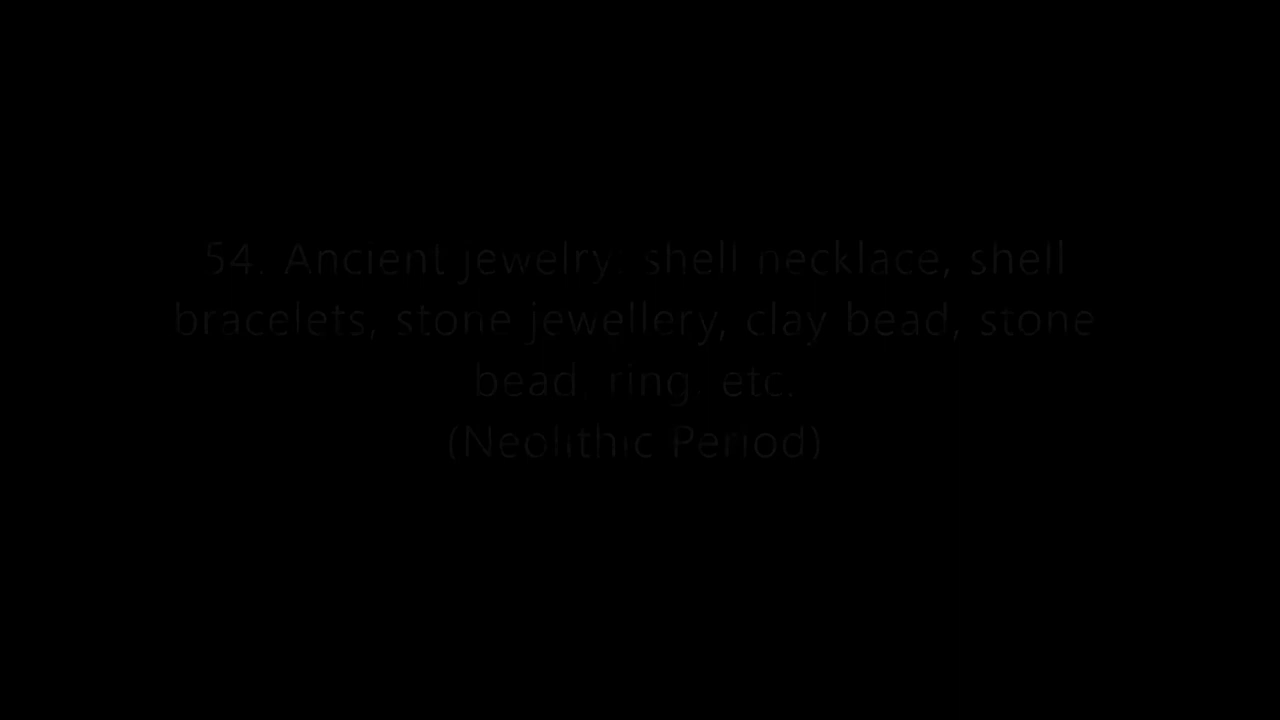 54. Ancient jewelry: shell necklace, shell
bracelets, stone jewellery, clay bead, stone
bead, ring, etc.
(Neolithic Period)